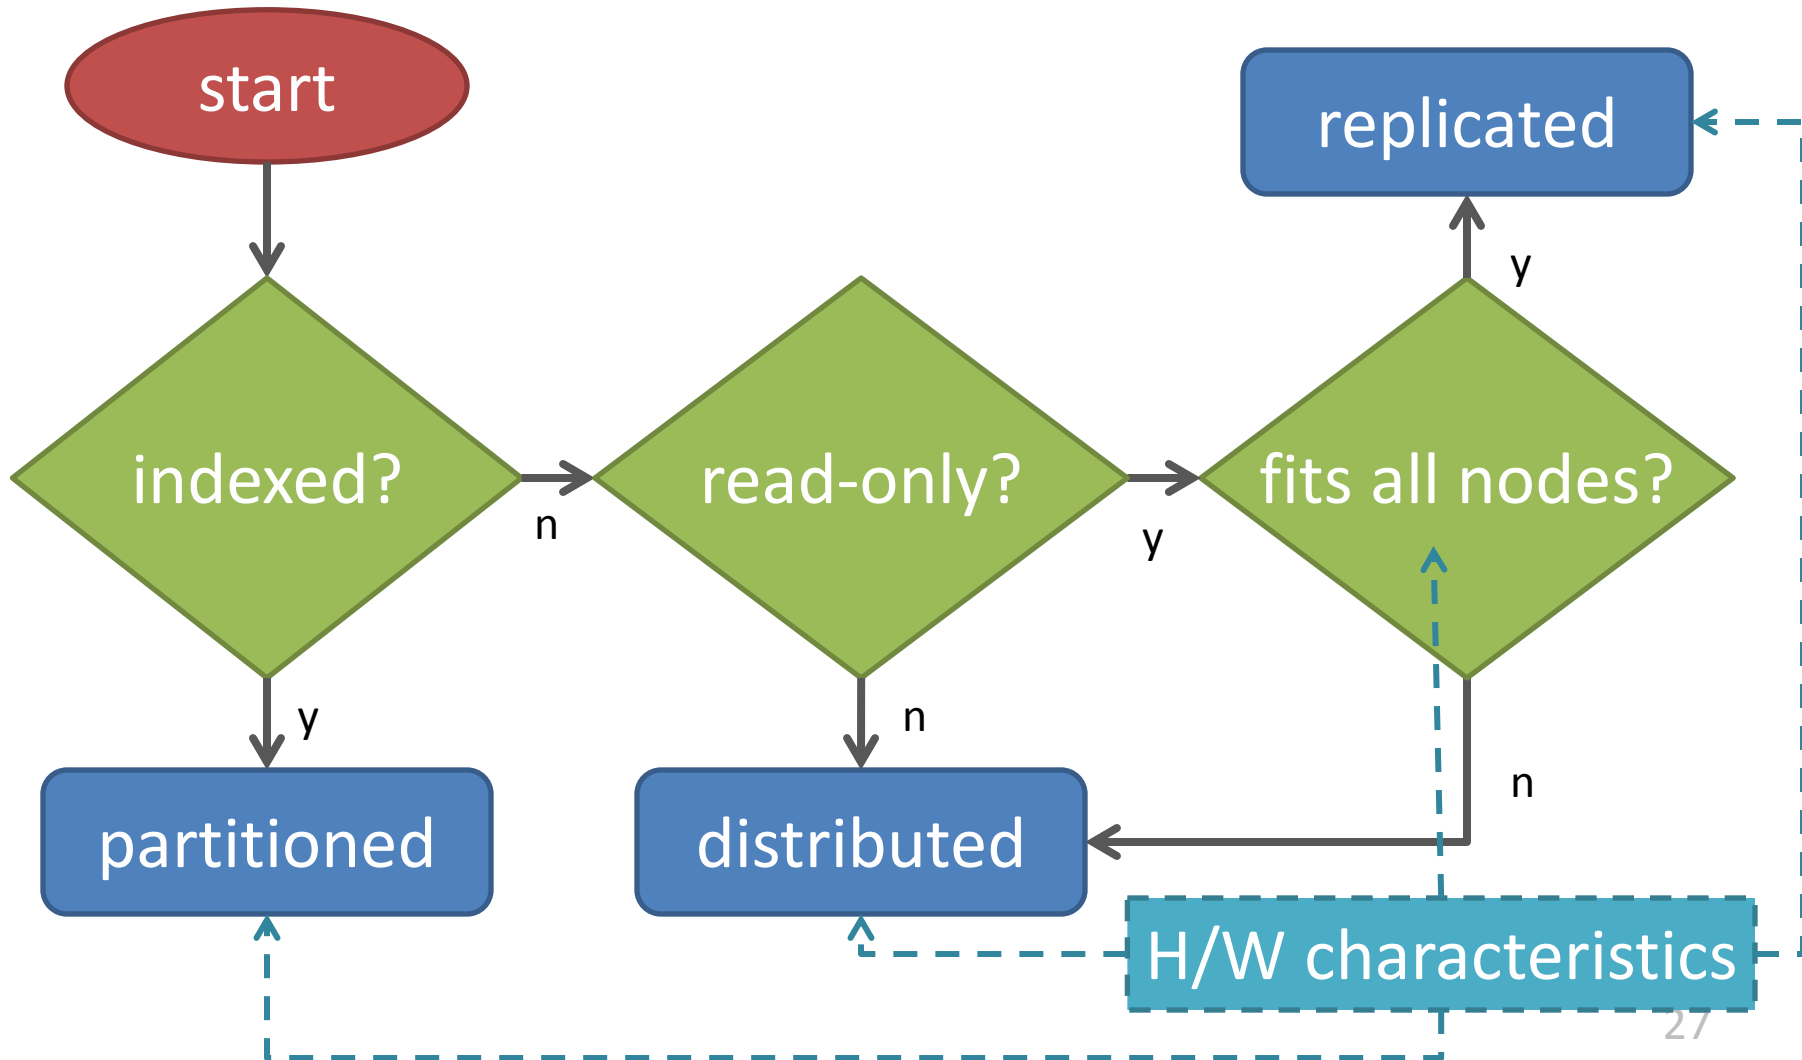 start
replicated
y
indexed?
n
read-only?
y
fits all nodes?
y
n
n
partitioned
distributed
H/W characteristics
27